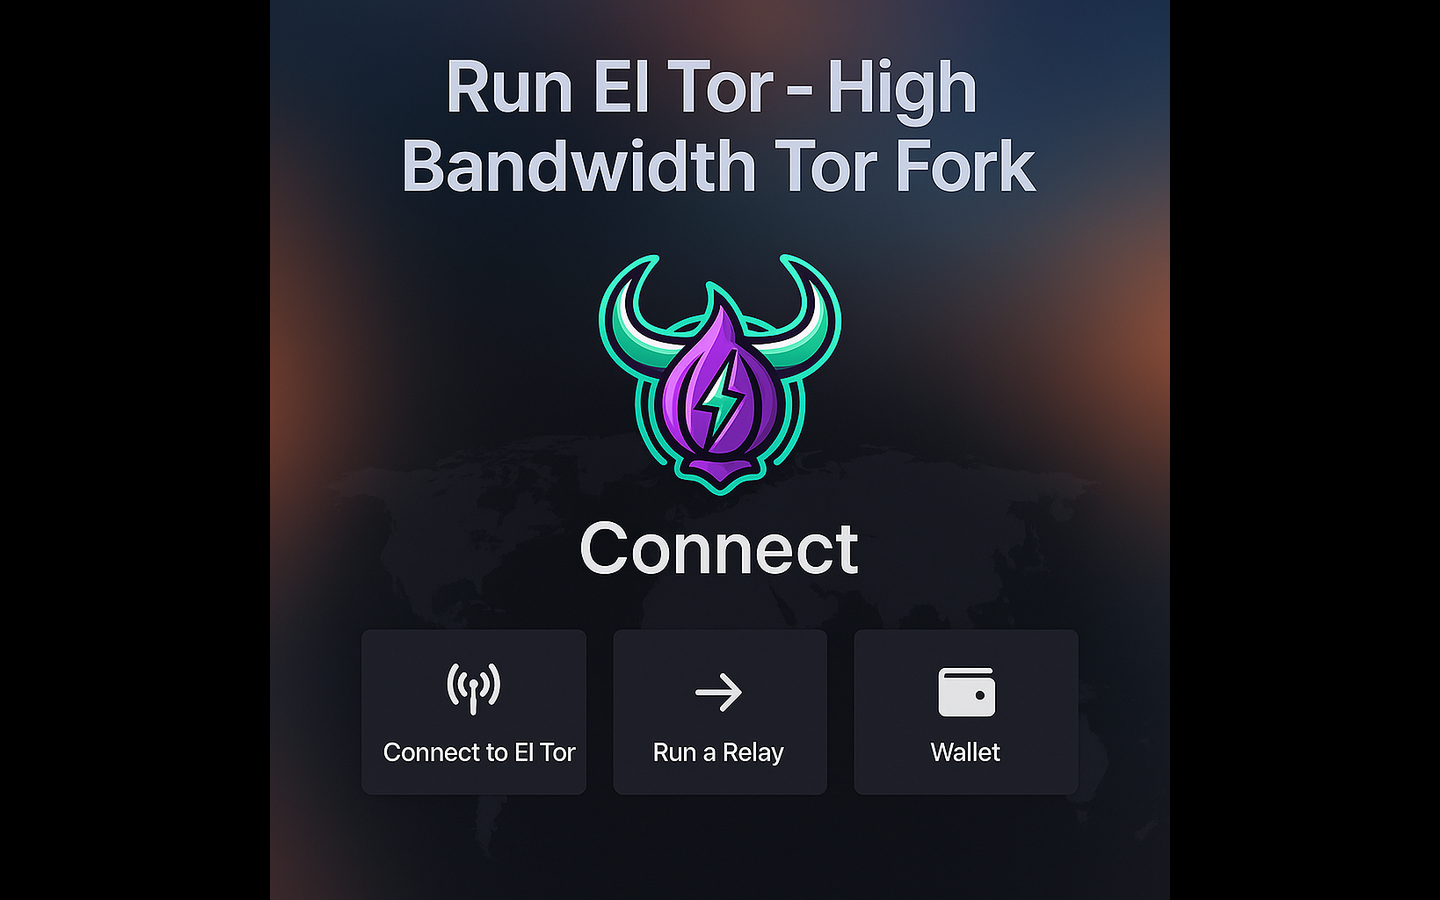 Run El Tor - High
Bandwidth Tor Fork
Connect
Connect to El Tor
Run a Relay
Wallet